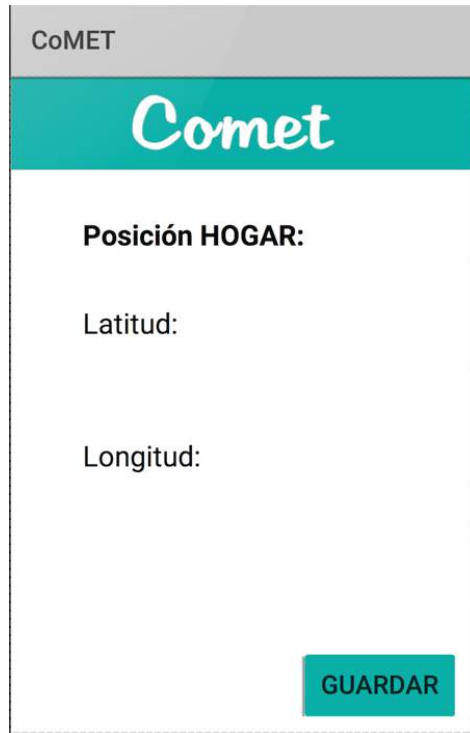 CoMET
Comet
Posición HOGAR:
Latitud:
Longitud:
GUARDAR